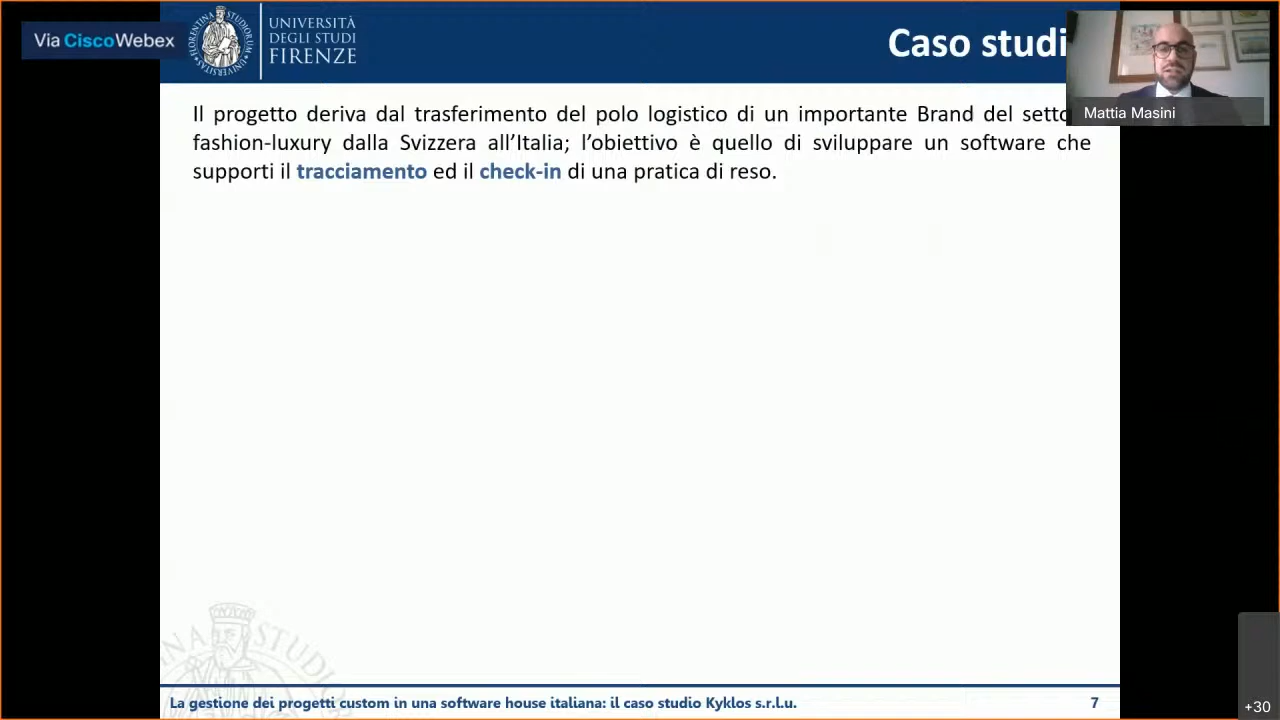 Via Cisco Webex
UNIVERSITÀ
DEGLI STUDI
FIRENZE
Caso studi
Mattia Masini
Il progetto deriva dal trasferimento del polo logistico di un importante Brand del setto
fashion-luxury dalla Svizzera all’Italia; l’obiettivo è quello di sviluppare un software che
supporti il tracciamento ed il check-in di una pratica di reso.
La gestione dei progetti custom in una software house italiana: il caso studio Kyklos s.r.l.u.
7
+30